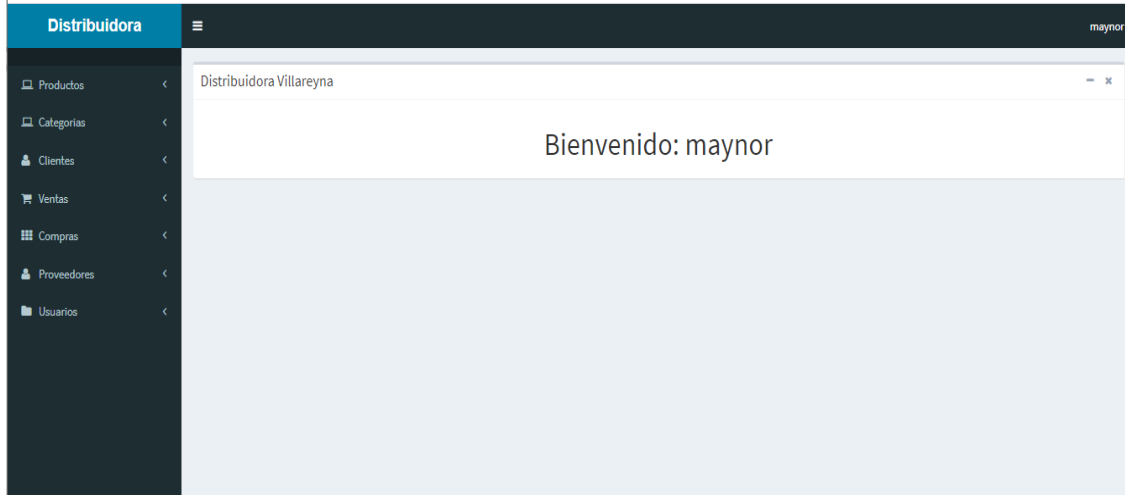 Distribuidora
maynor
Productos
Categorias
Clientes
Ventas
Compras
Proveedores
Usuarios
Distribuidora Villareyna
Bienvenido: maynor